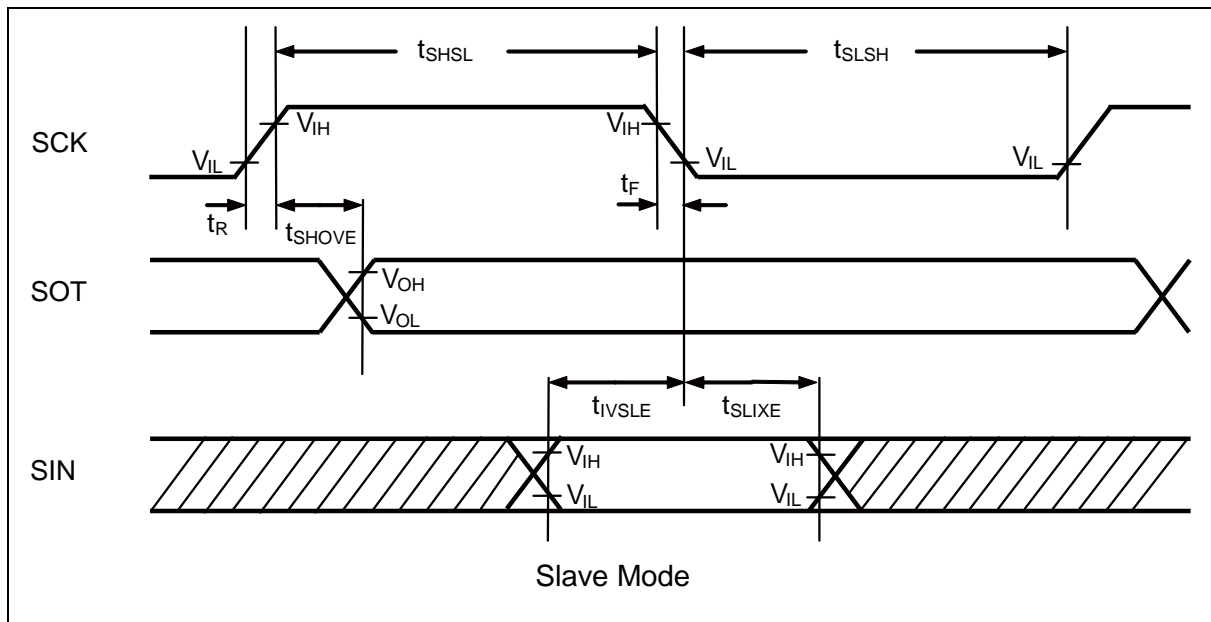 tSHSL
tSLSH
SCK
VIH
VIH
VIL
VIL
VIL
tR
tSHOVE
tF
SOT
VOH
VOL
tIVSLE
tSLIXE
SIN
VIH
VIH
VIL
VIL
Slave Mode